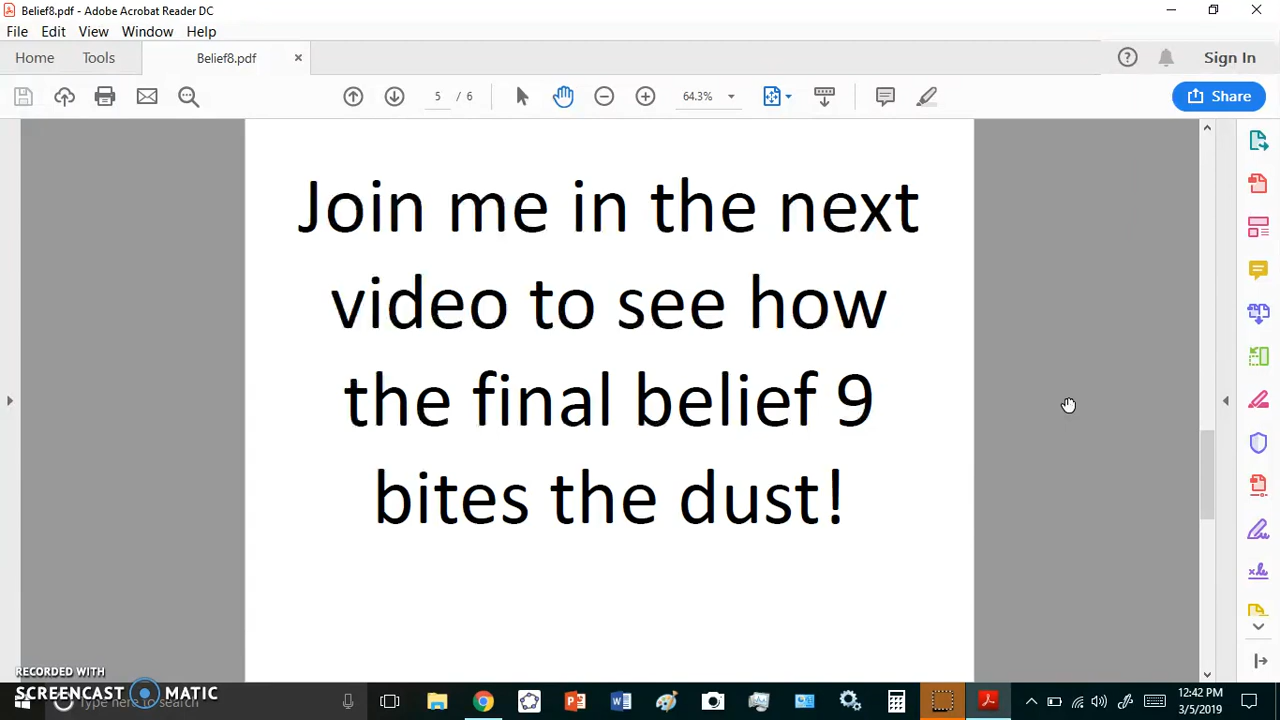 Belief8.pdf - Adobe Acrobat Reader DC
File Edit View Window Help
Home Tools Belief8.pdf Sign In
5 / 6 64.3% Share
Join me in the next
video to see how
the final belief 9
bites the dust!
RECORDED WITH
SCREENCAST MATIC
Type here to search
12:42 PM
3/5/2019